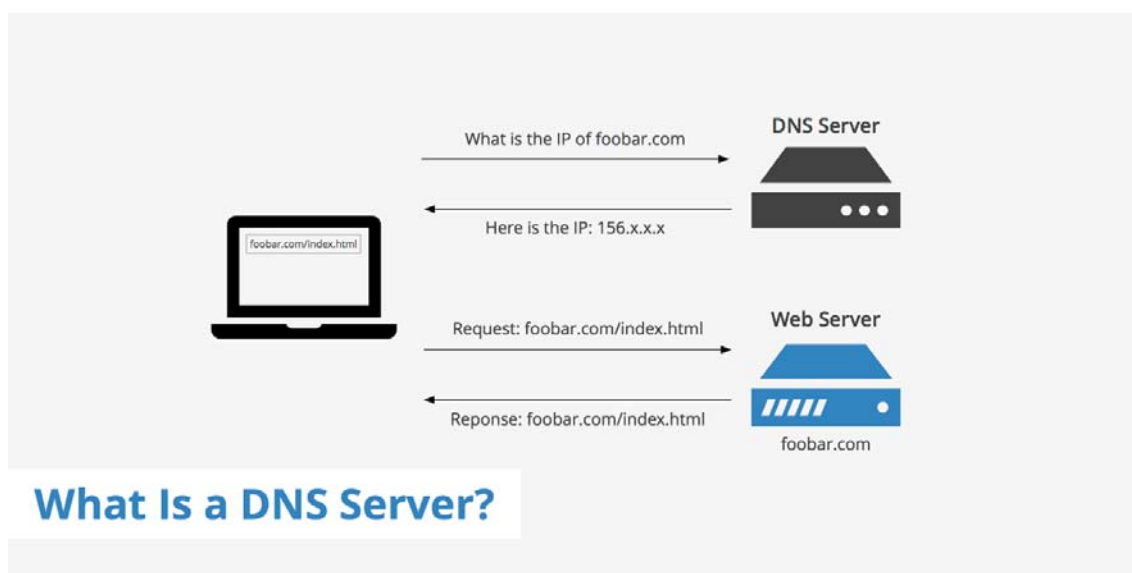 What is the IP of foobar.com
DNS Server
Here is the IP: 156.x.x.x
foobar.com/index.html
Request: foobar.com/index.html
Web Server
Reponse: foobar.com/index.html
foobar.com
What Is a DNS Server?